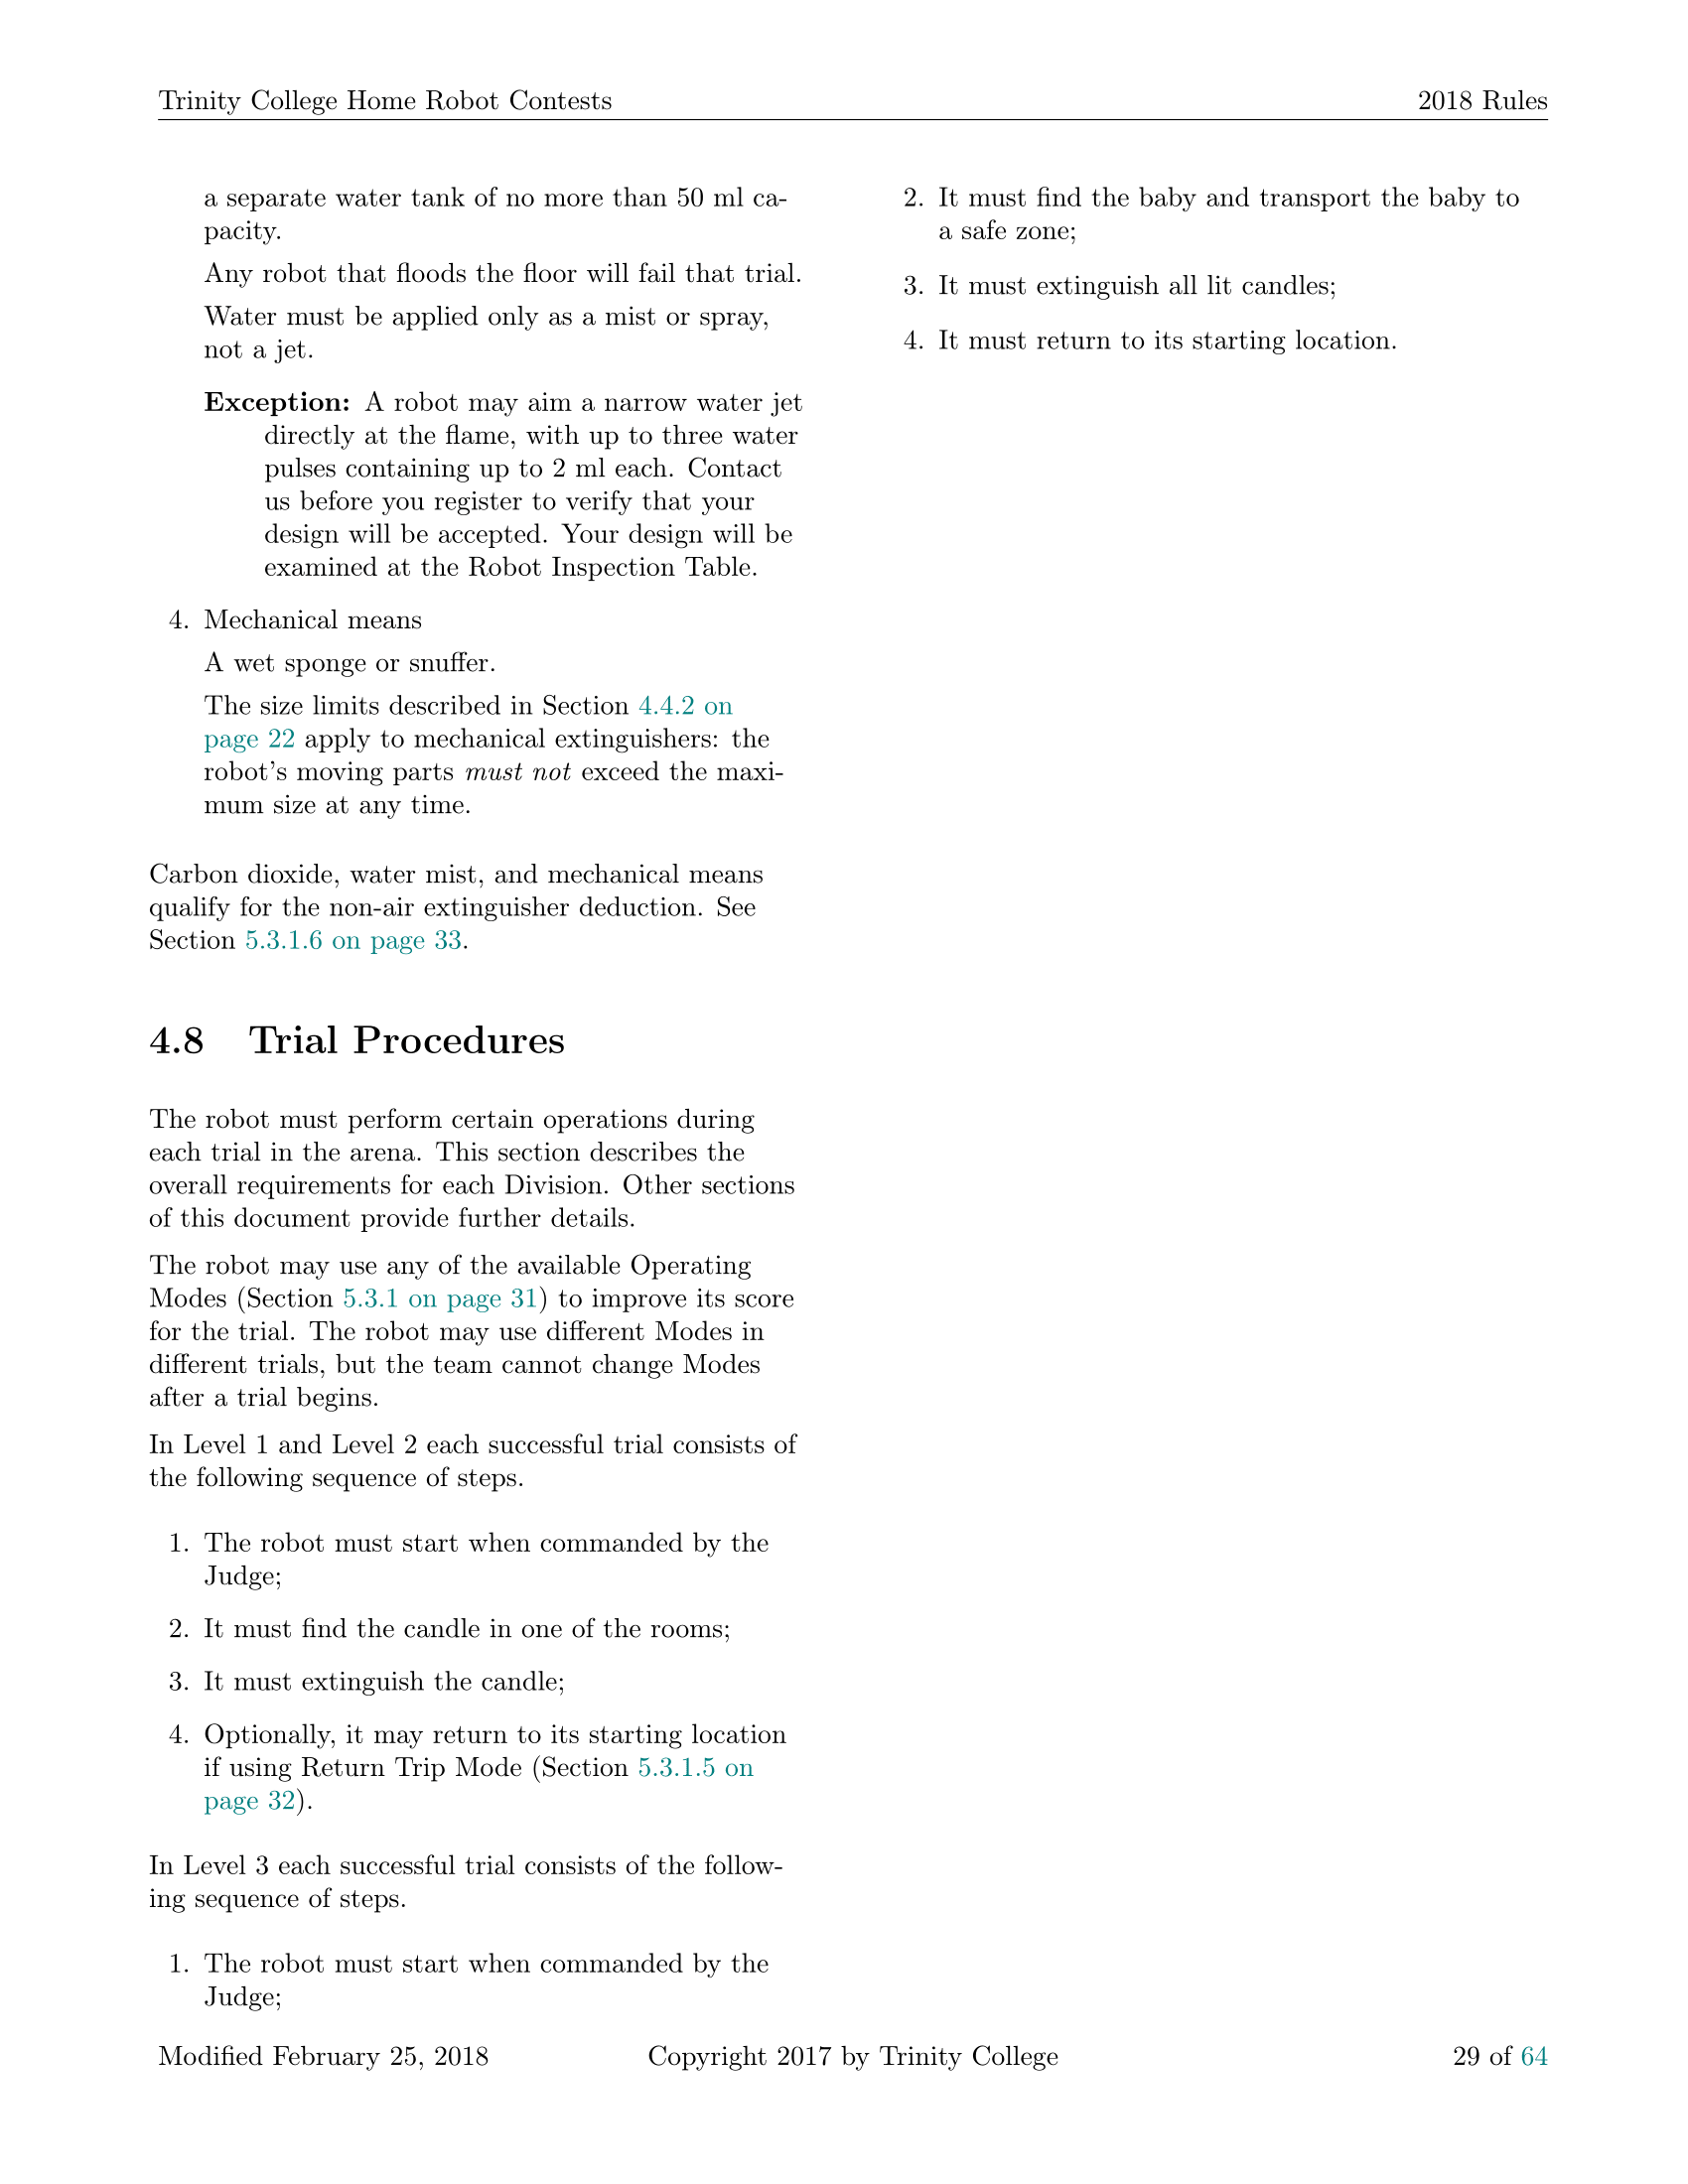 Trinity College Home Robot Contests
2018 Rules
a separate water tank of no more than 50 ml ca-
pacity.
Any robot that floods the floor will fail that trial.
Water must be applied only as a mist or spray,
not a jet.
Exception: A robot may aim a narrow water jet
directly at the flame, with up to three water
pulses containing up to 2 ml each. Contact
us before you register to verify that your
design will be accepted. Your design will be
examined at the Robot Inspection Table.
4. Mechanical means
A wet sponge or snuffer.
The size limits described in Section 4.4.2 on
page 22 apply to mechanical extinguishers: the
robot's moving parts must not exceed the maxi-
mum size at any time.
Carbon dioxide, water mist, and mechanical means
qualify for the non-air extinguisher deduction. See
Section 5.3.1.6 on page 33.
4.8 Trial Procedures
The robot must perform certain operations during
each trial in the arena. This section describes the
overall requirements for each Division. Other sections
of this document provide further details.
The robot may use any of the available Operating
Modes (Section 5.3.1 on page 31) to improve its score
for the trial. The robot may use different Modes in
different trials, but the team cannot change Modes
after a trial begins.
In Level 1 and Level 2 each successful trial consists of
the following sequence of steps.
1. The robot must start when commanded by the
Judge;
2. It must find the candle in one of the rooms;
3. It must extinguish the candle;
4. Optionally, it may return to its starting location
if using Return Trip Mode (Section 5.3.1.5 on
page 32).
In Level 3 each successful trial consists of the follow-
ing sequence of steps.
1. The robot must start when commanded by the
Judge;
2. It must find the baby and transport the baby to
a safe zone;
3. It must extinguish all lit candles;
4. It must return to its starting location.
Modified February 25, 2018
Copyright 2017 by Trinity College
29 of 64